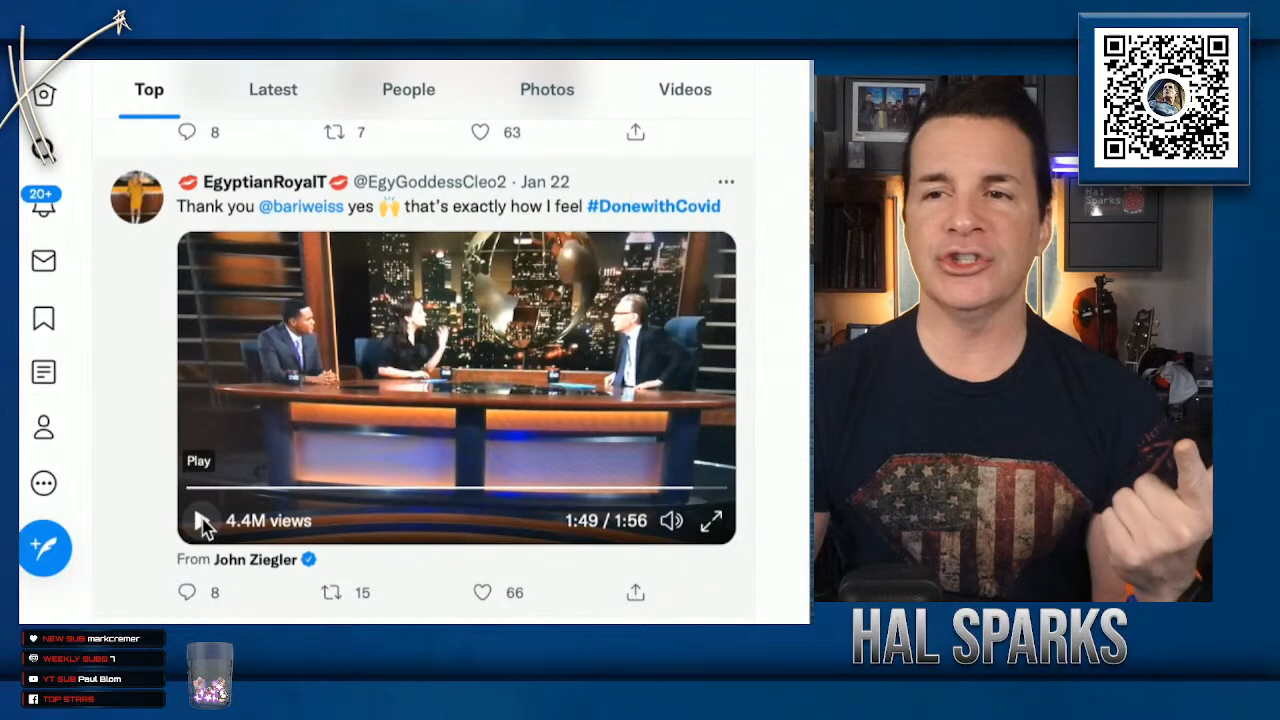 Top Latest People Photos Videos
8 7 63
20+
💋 EgyptianRoyalT💋 @EgyGoddessCleo2 · Jan 22
Thank you @bariweiss yes 🙌 that's exactly how I feel #DonewithCovid
Play
4.4M views 1:49 / 1:56
From John Ziegler
8 15 66
Hal
Sparks
HAL SPARKS
NEW SUB markcremer
WEEKLY SUBS 7
YT SUB Paul Blom
TOP STARS